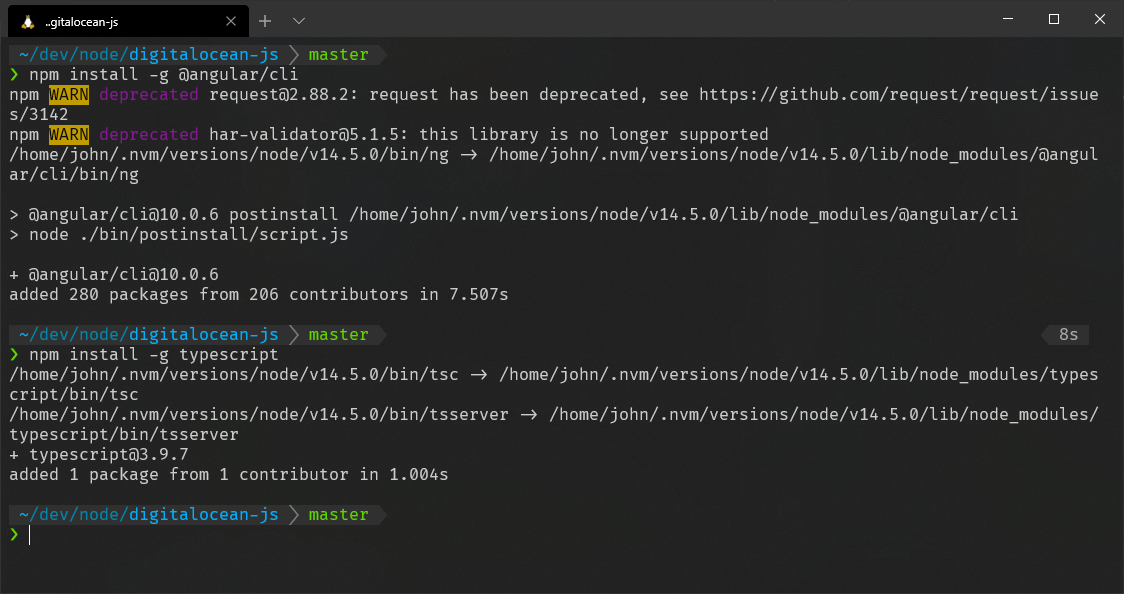 ..gitalocean-js
~/dev/node/digitalocean-js master
❯ npm install -g @angular/cli
npm WARN deprecated request@2.88.2: request has been deprecated, see https://github.com/request/request/issue
s/3142
npm WARN deprecated har-validator@5.1.5: this library is no longer supported
/home/john/.nvm/versions/node/v14.5.0/bin/ng -> /home/john/.nvm/versions/node/v14.5.0/lib/node_modules/@angul
ar/cli/bin/ng
> @angular/cli@10.0.6 postinstall /home/john/.nvm/versions/node/v14.5.0/lib/node_modules/@angular/cli
> node ./bin/postinstall/script.js
+ @angular/cli@10.0.6
added 280 packages from 206 contributors in 7.507s
~/dev/node/digitalocean-js master 8s
❯ npm install -g typescript
/home/john/.nvm/versions/node/v14.5.0/bin/tsc -> /home/john/.nvm/versions/node/v14.5.0/lib/node_modules/types
cript/bin/tsc
/home/john/.nvm/versions/node/v14.5.0/bin/tsserver -> /home/john/.nvm/versions/node/v14.5.0/lib/node_modules/
typescript/bin/tsserver
+ typescript@3.9.7
added 1 package from 1 contributor in 1.004s
~/dev/node/digitalocean-js master
❯